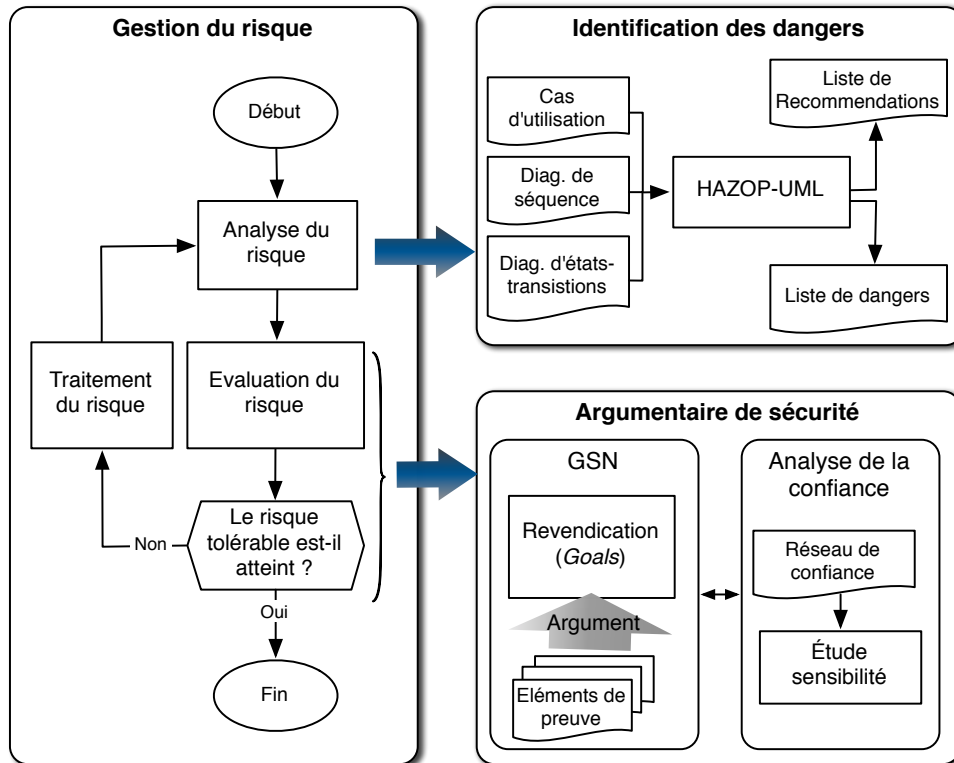 Gestion du risque
Début
Analyse du
risque
Traitement
du risque
Evaluation du
risque
Le risque
tolérable est-il
atteint ?
Non
Oui
Fin
Identification des dangers
Cas
d'utilisation
Diag. de
séquence
Diag. d'états-
transistions
HAZOP-UML
Liste de
Recommendations
Liste de dangers
Argumentaire de sécurité
GSN
Revendication
(Goals)
Argument
Eléments de
preuve
Analyse de la
confiance
Réseau de
confiance
Étude
sensibilité